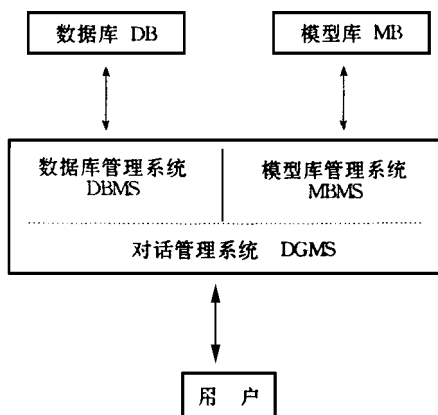 数据库 DB
模型库 MB
数据库管理系统
DBMS
模型库管理系统
MBMS
对话管理系统 DGMS
用 户